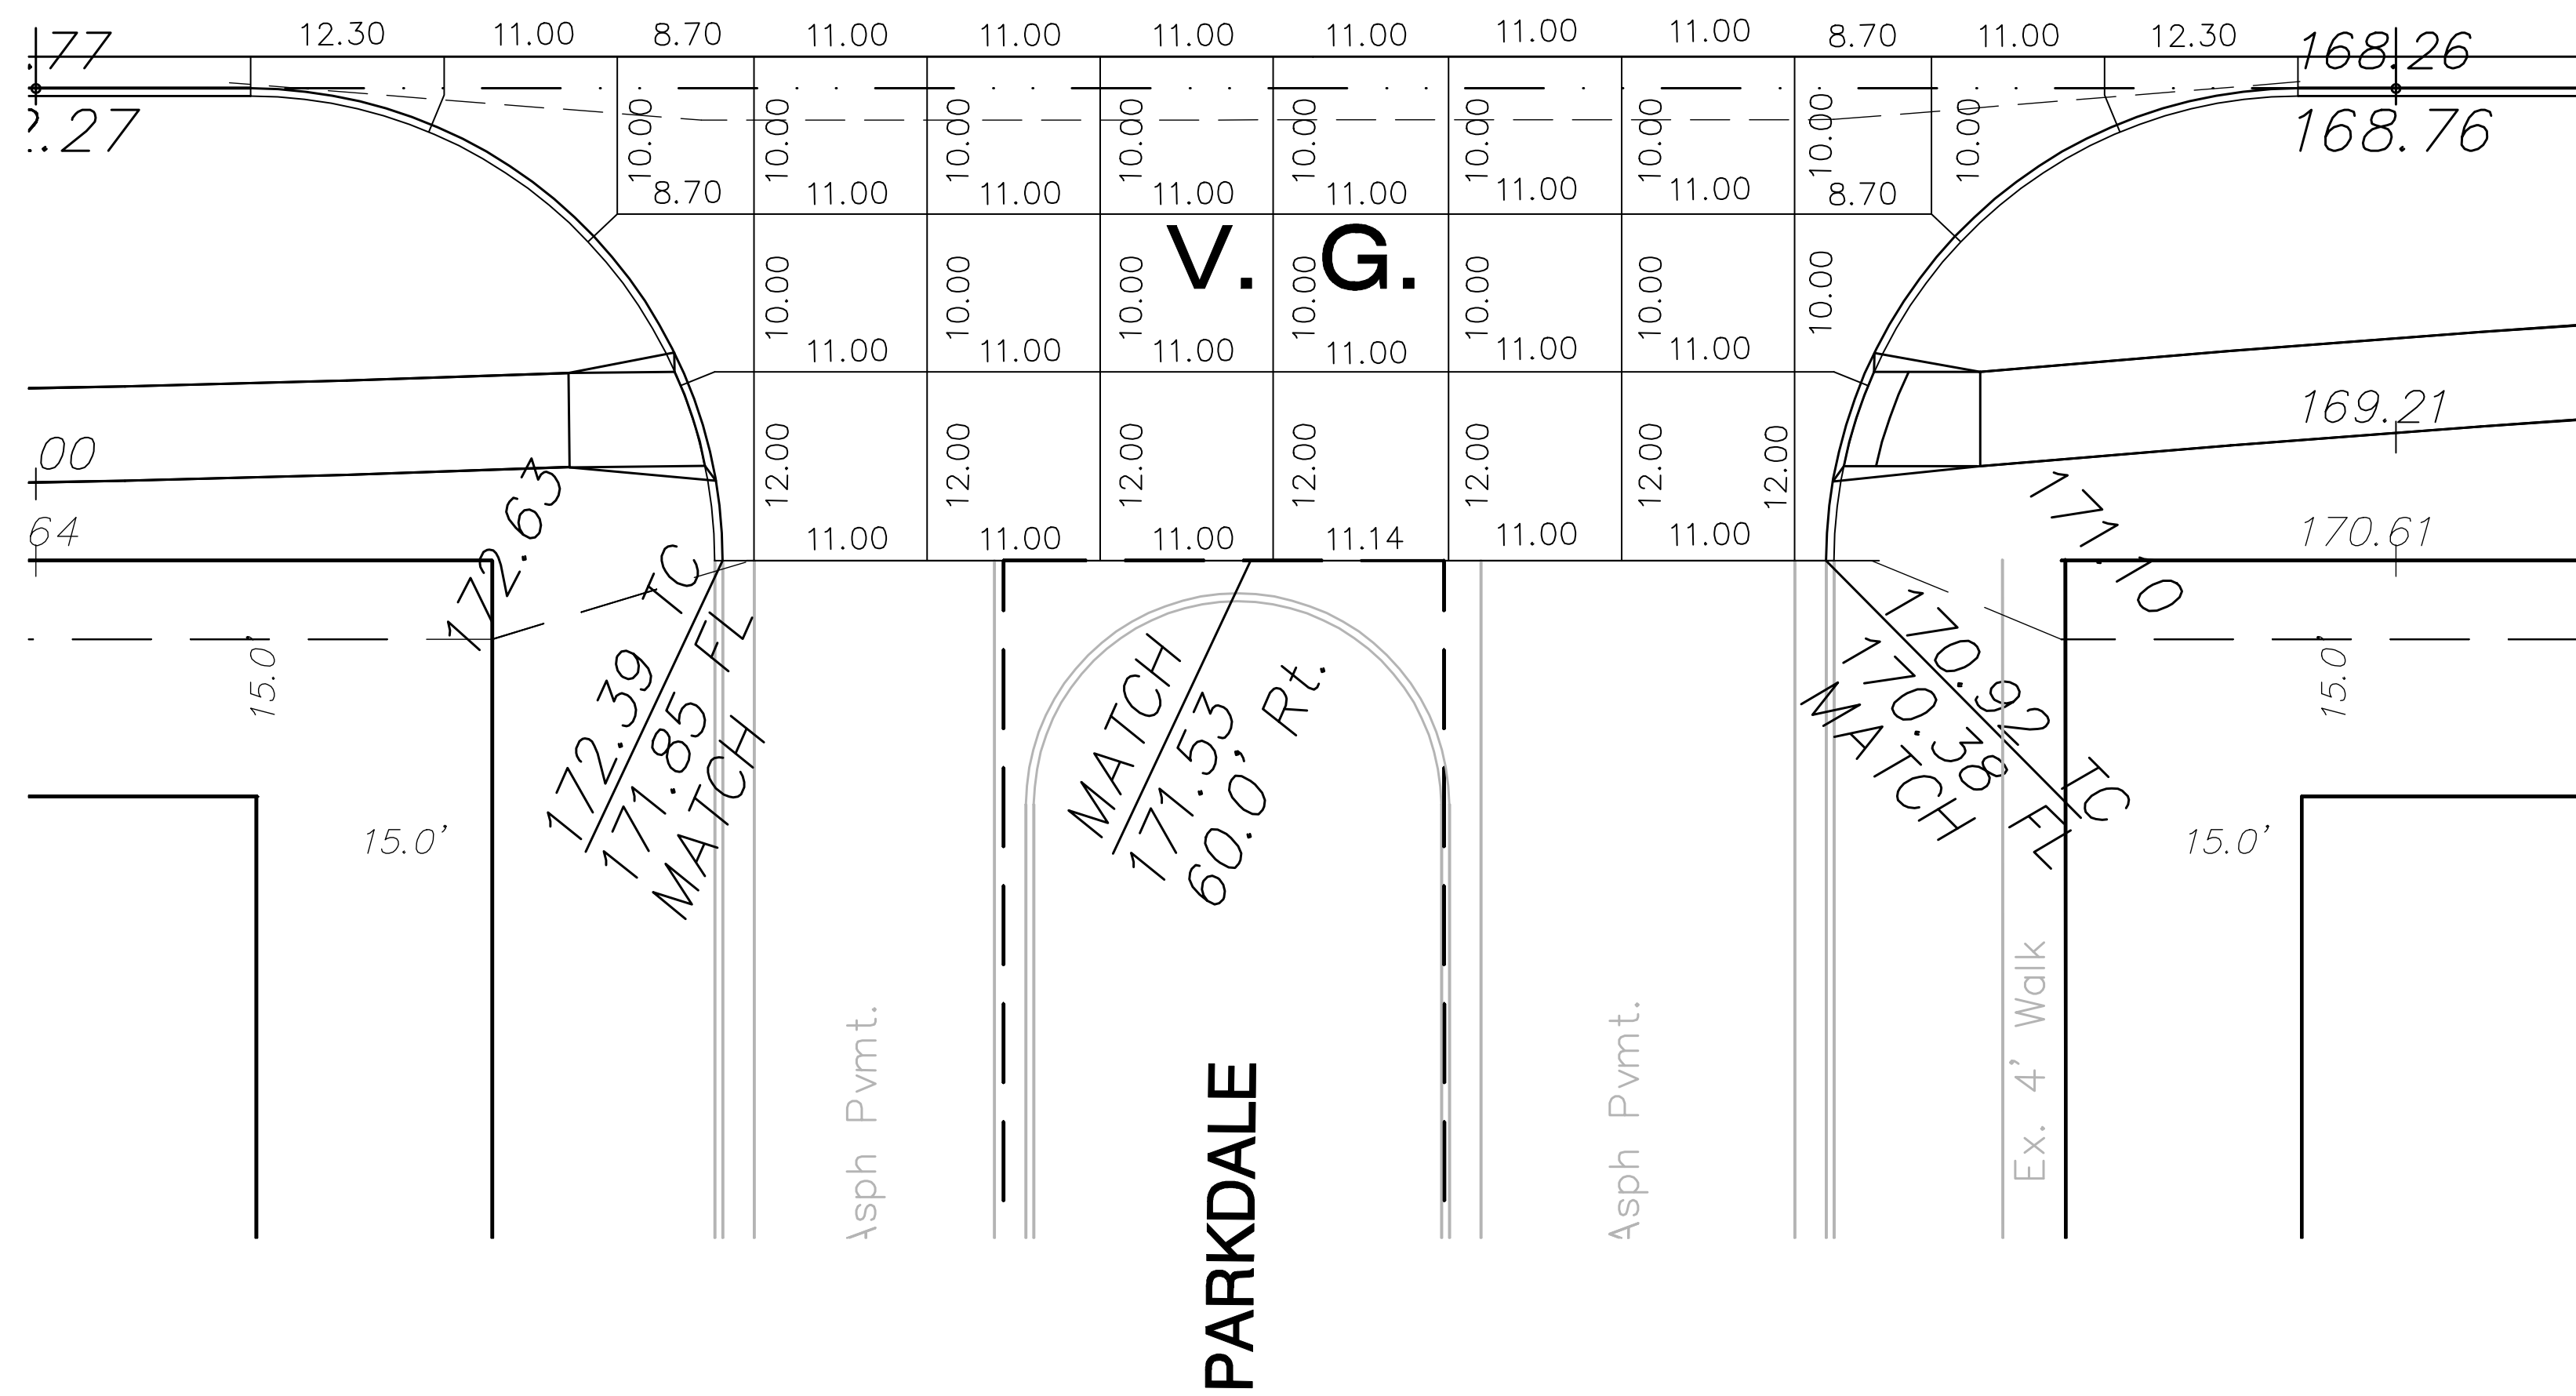 12.30 11.00 8.70 11.00 11.00 11.00 11.00 11.00 11.00 8.70 11.00 12.30
.77 168.26
2.27 168.76
10.00 10.00 10.00 10.00 10.00 10.00 10.00 10.00 10.00
8.70 11.00 11.00 11.00 11.00 11.00 11.00 8.70
V. G.
10.00 10.00 10.00 10.00 10.00 10.00 10.00
11.00 11.00 11.00 11.00 11.00 11.00
12.00 12.00 12.00 12.00 12.00 12.00 12.00
11.00 11.00 11.00 11.14 11.00 11.00
00
64
169.21
170.61
172.63
171.10
172.39 TC
171.85 FL
MATCH
MATCH
171.53
60.0' Rt.
170.92 TC
170.38 FL
MATCH
15.0'
15.0'
15.0'
15.0'
Asph Pvmt.
Asph Pvmt.
Ex. 4' Walk
PARKDALE